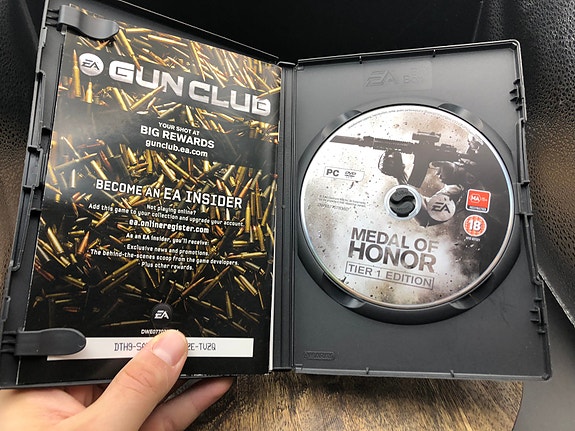 EA GUN CLUB
YOUR SHOT AT
BIG REWARDS
gunclub.ea.com
BECOME AN EA INSIDER
Not playing online?
Add this game to your collection and upgrade your account.
ea.onlineregister.com
As an EA Insider, you'll receive:
Exclusive news and promotions.
The behind-the-scenes scoop from the game developers.
Plus other rewards.
EA
EA
PC DVD
EA
MA 15+
18
MEDAL OF
HONOR
TIER 1 EDITION